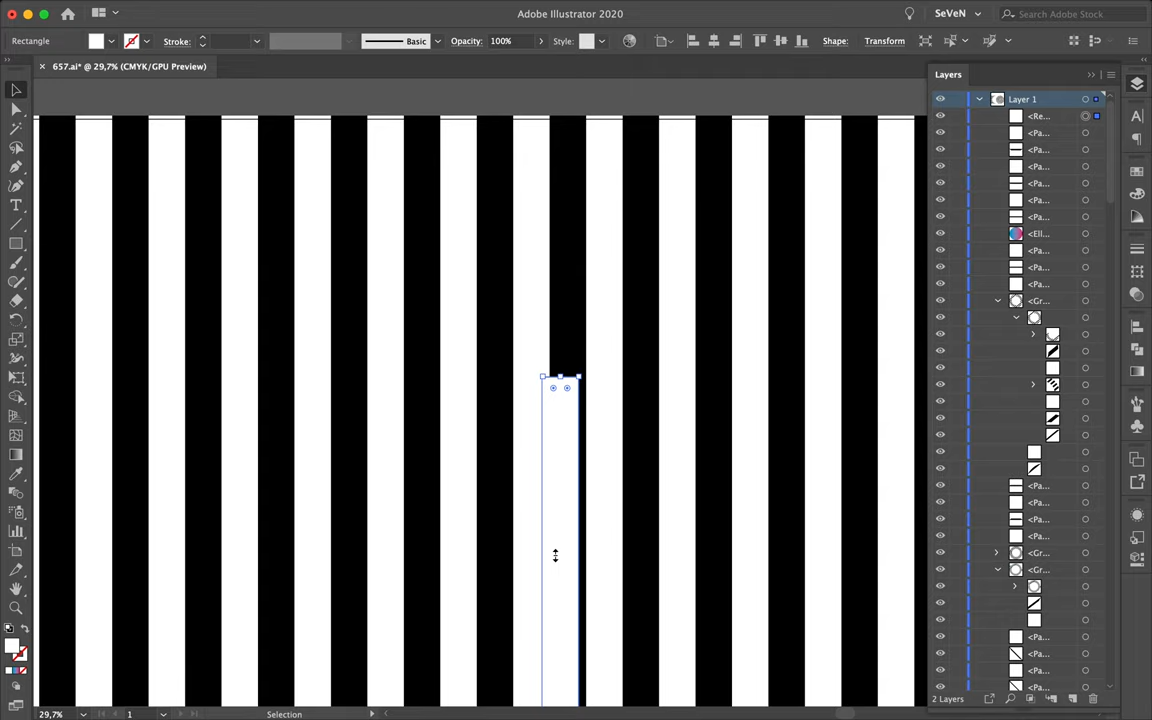 Adobe Illustrator 2020
SeVeN
Search Adobe Stock
Rectangle
Stroke:
Basic
Opacity:
100%
Style:
Shape:
Transform
657.ai* @ 29,7% (CMYK/GPU Preview)
Layers
Layer 1
<Re...
<Pa...
<Pa...
<Pa...
<Pa...
<Pa...
<Pa...
<Ell...
<Pa...
<Pa...
<Pa...
<Gr...
<Pa...
<Pa...
<Pa...
<Pa...
<Gr...
<Gr...
<Pa...
<Pa...
<Pa...
<Pa...
2 Layers
29,7%
1
Selection